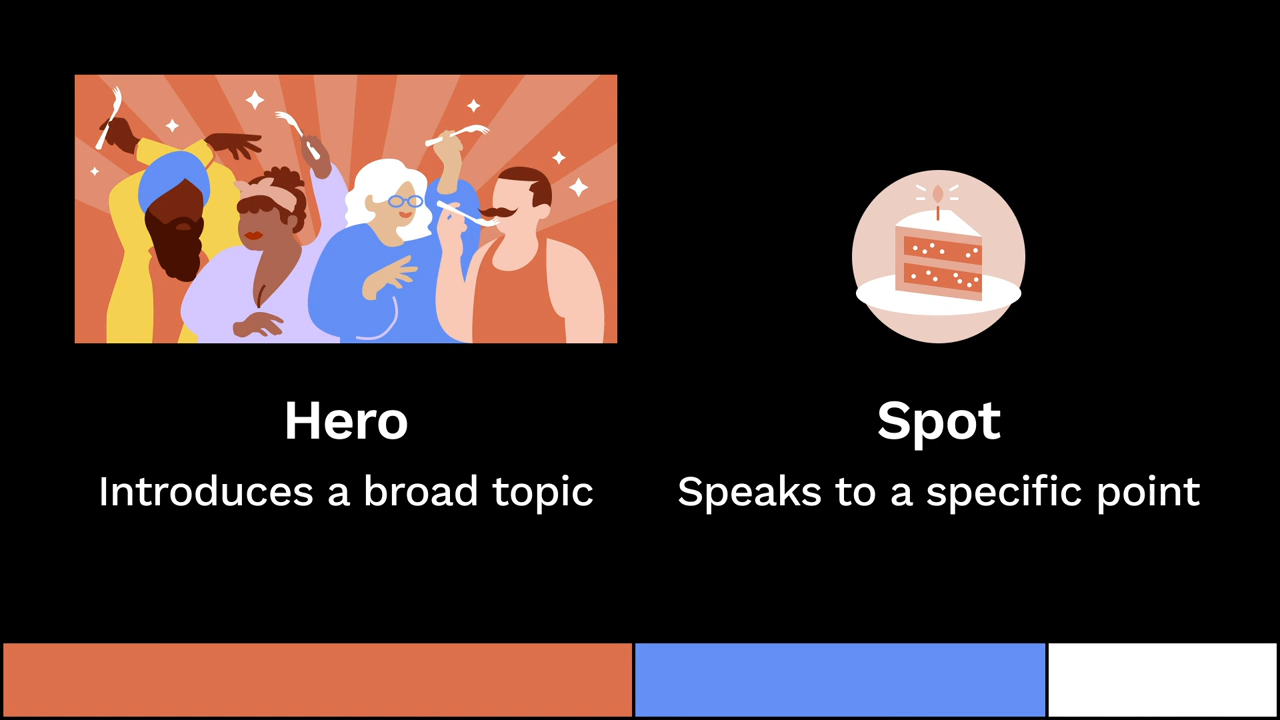 Hero
Introduces a broad topic
Spot
Speaks to a specific point